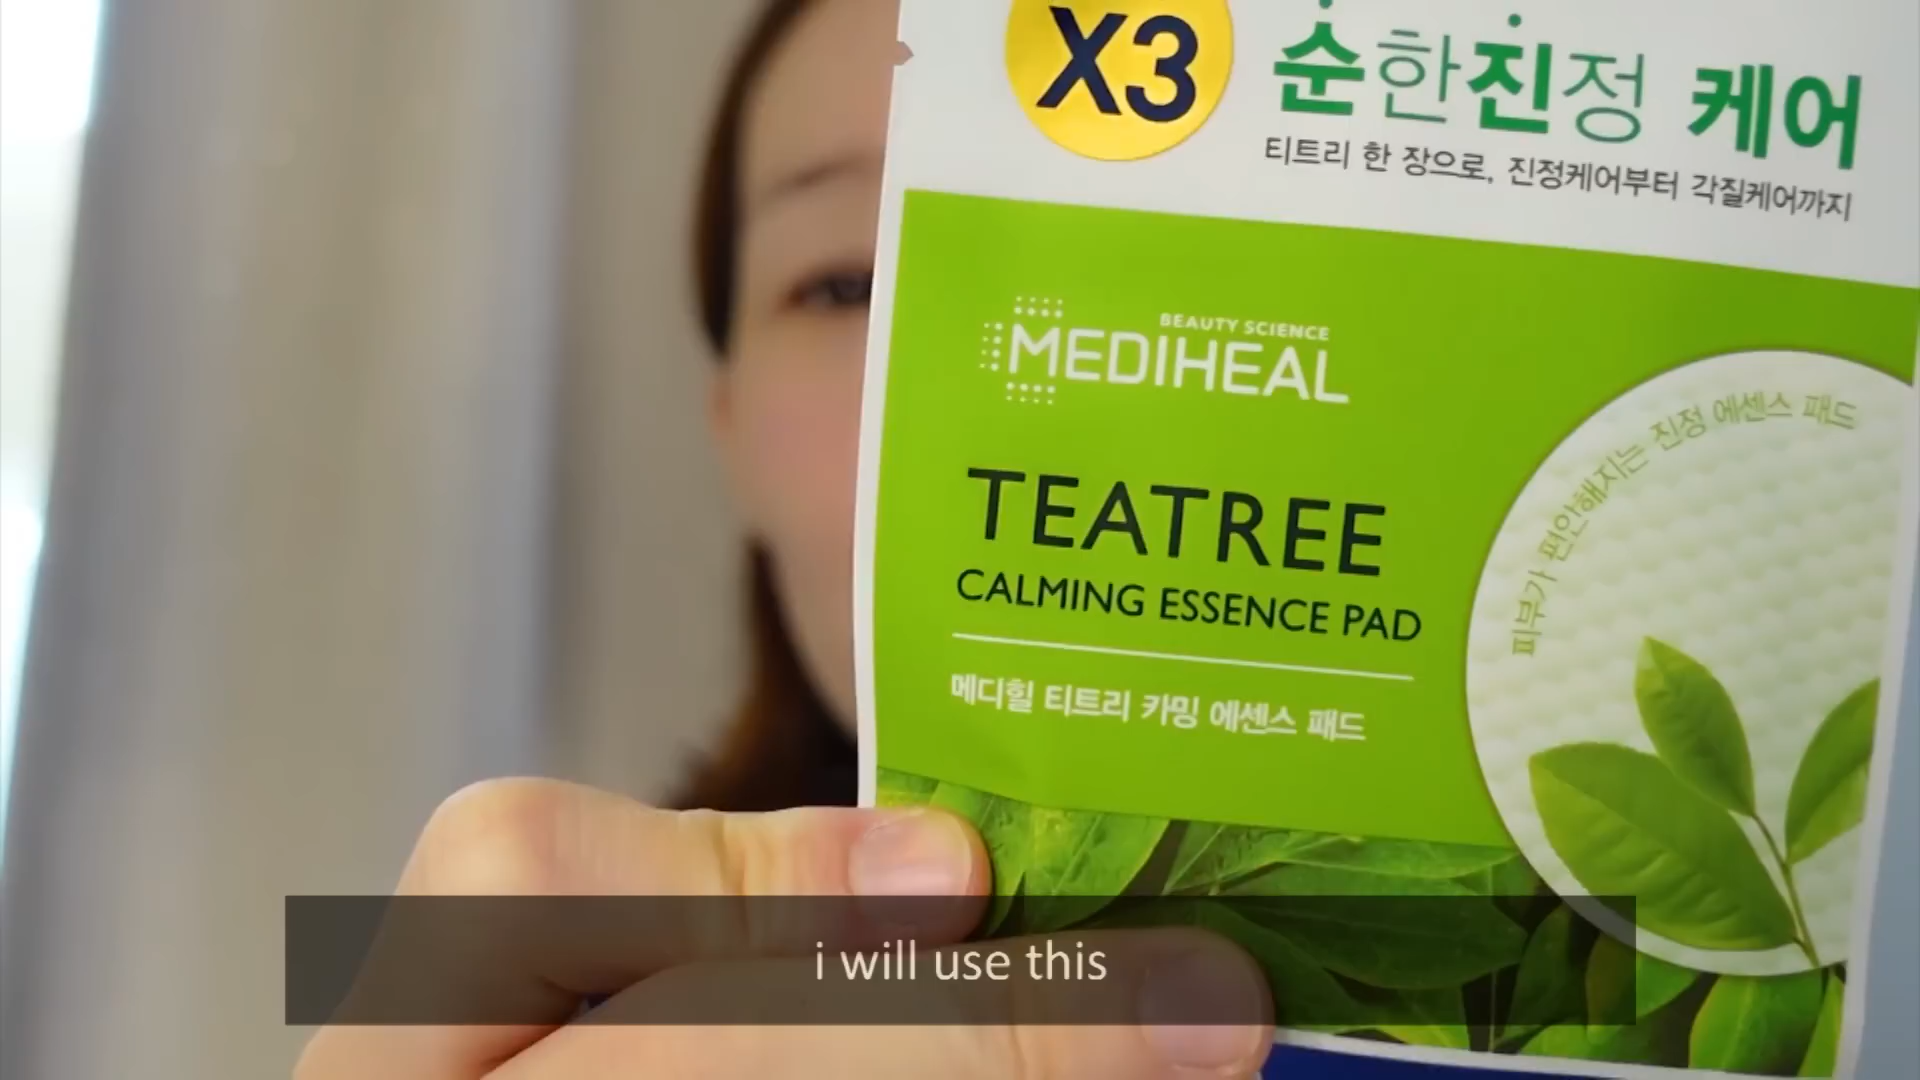 X3
순한진정 케어
티트리 한 장으로, 진정케어부터 각질케어까지
BEAUTY SCIENCE
MEDIHEAL
TEATREE
CALMING ESSENCE PAD
메디힐 티트리 카밍 에센스 패드
피부가 편안해지는 진정 에센스 패드
i will use this